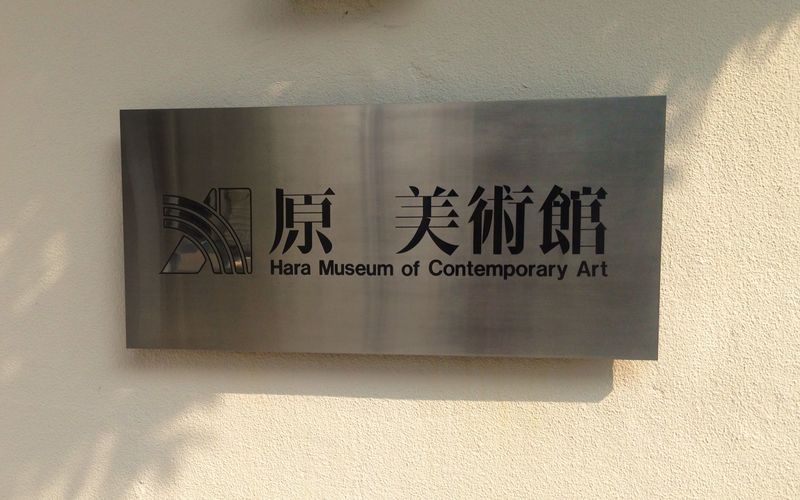 原 美術館
Hara Museum of Contemporary Art